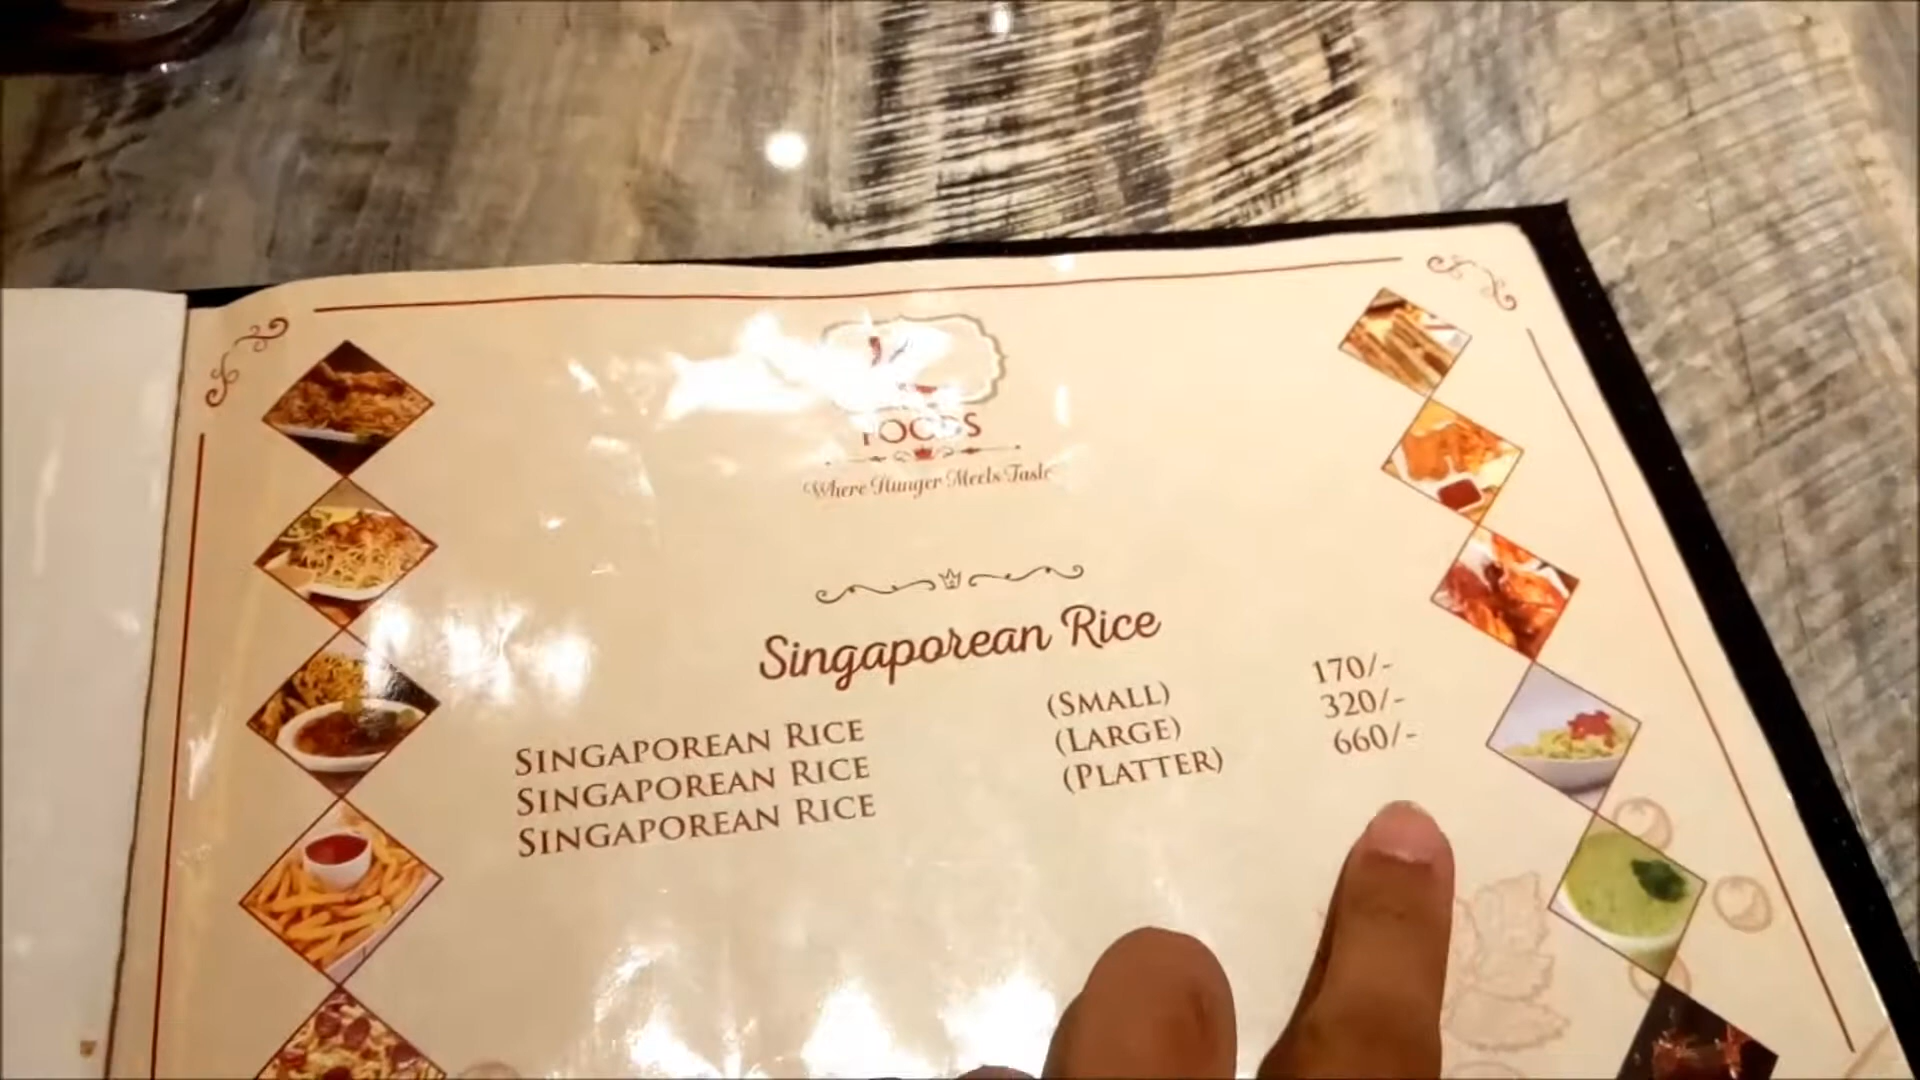 FOODS
Where Hunger Meets Taste
Singaporean Rice
SINGAPOREAN RICE (SMALL) 170/-
SINGAPOREAN RICE (LARGE) 320/-
SINGAPOREAN RICE (PLATTER) 660/-